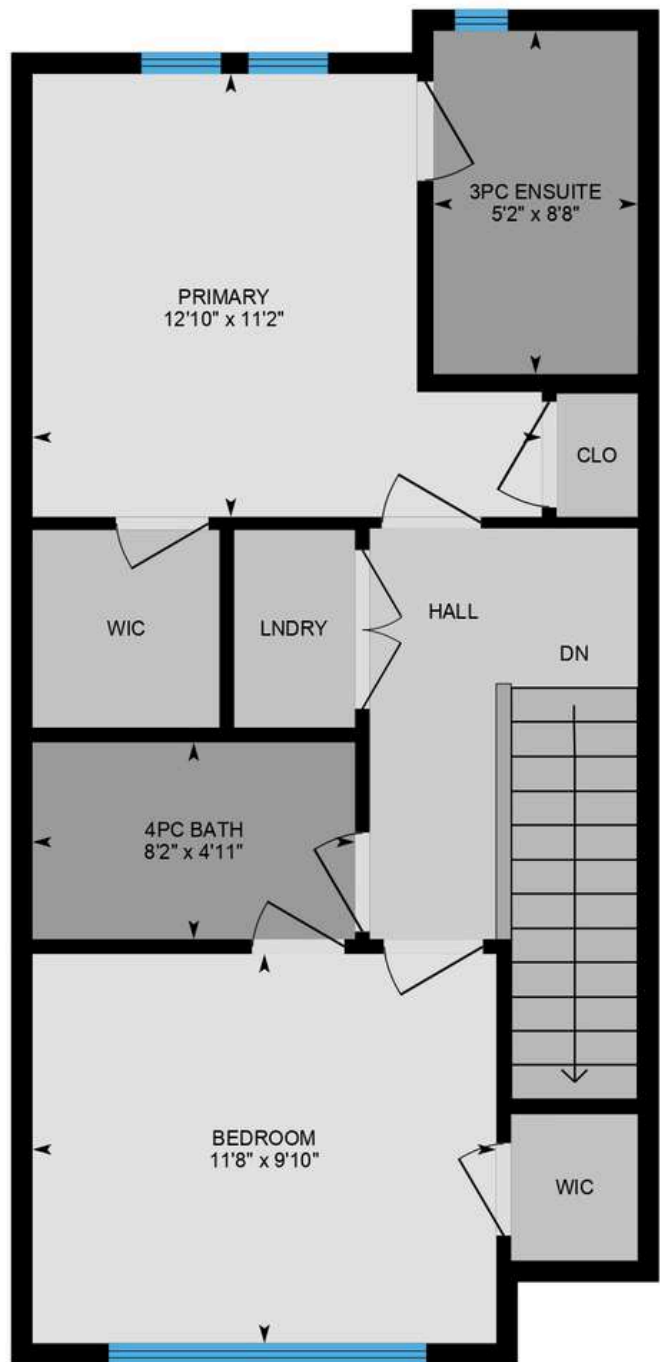 3PC ENSUITE
5'2" x 8'8"
PRIMARY
12'10" x 11'2"
CLO
WIC
LNDRY
HALL
DN
4PC BATH
8'2" x 4'11"
BEDROOM
11'8" x 9'10"
WIC